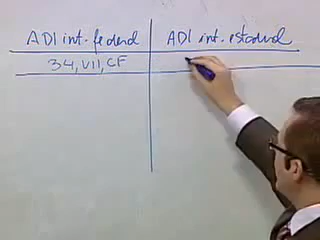 ADI int. federal ADI int. estadual
34, VII, CF